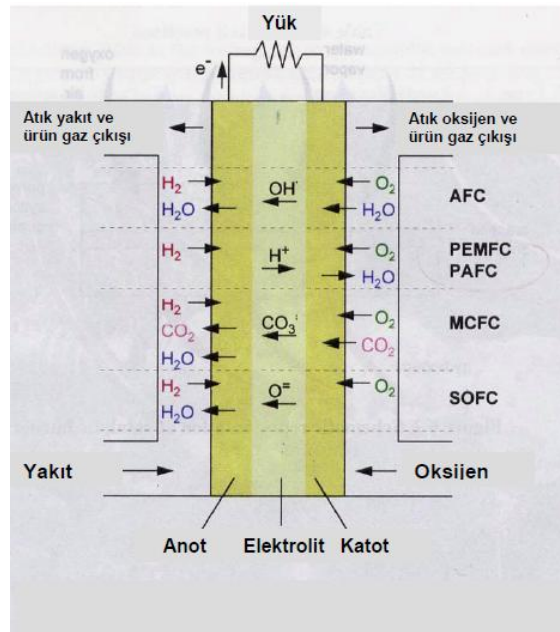 Yük
e-
Atık yakıt ve
ürün gaz çıkışı
Atık oksijen ve
ürün gaz çıkışı
H2 OH- O2 AFC
H2O H2O
H2 H+ O2 PEMFC
H2O PAFC
H2 O2
CO2 CO3 CO2 MCFC
H2O
H2 O= O2 SOFC
H2O
Yakıt Oksijen
Anot Elektrolit Katot